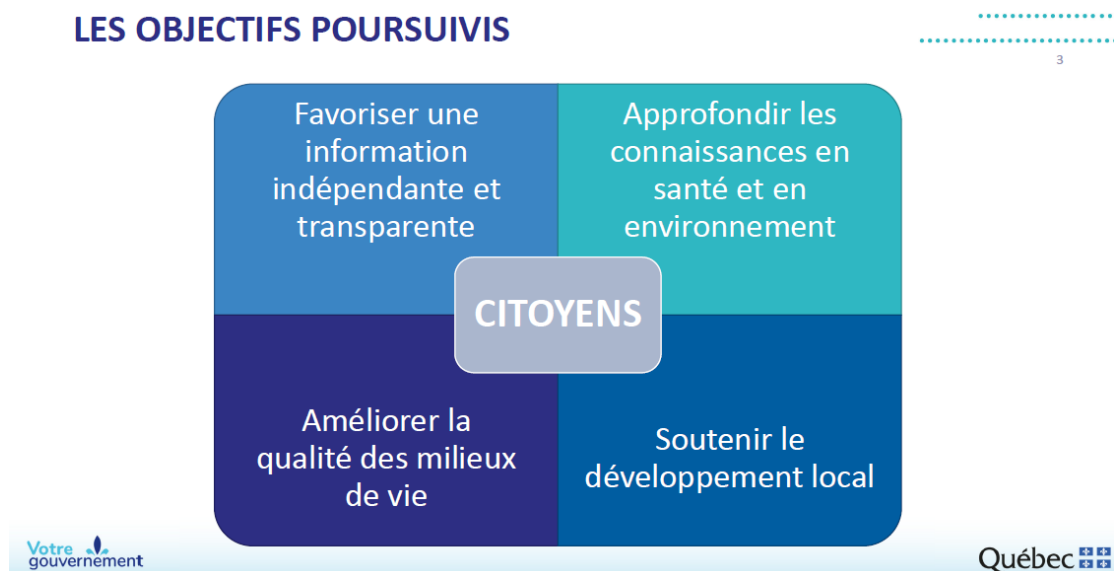 LES OBJECTIFS POURSUIVIS
3
Favoriser une
information
indépendante et
transparente
Approfondir les
connaissances en
santé et en
environnement
CITOYENS
Améliorer la
qualité des milieux
de vie
Soutenir le
développement local
Votre
gouvernement
Québec